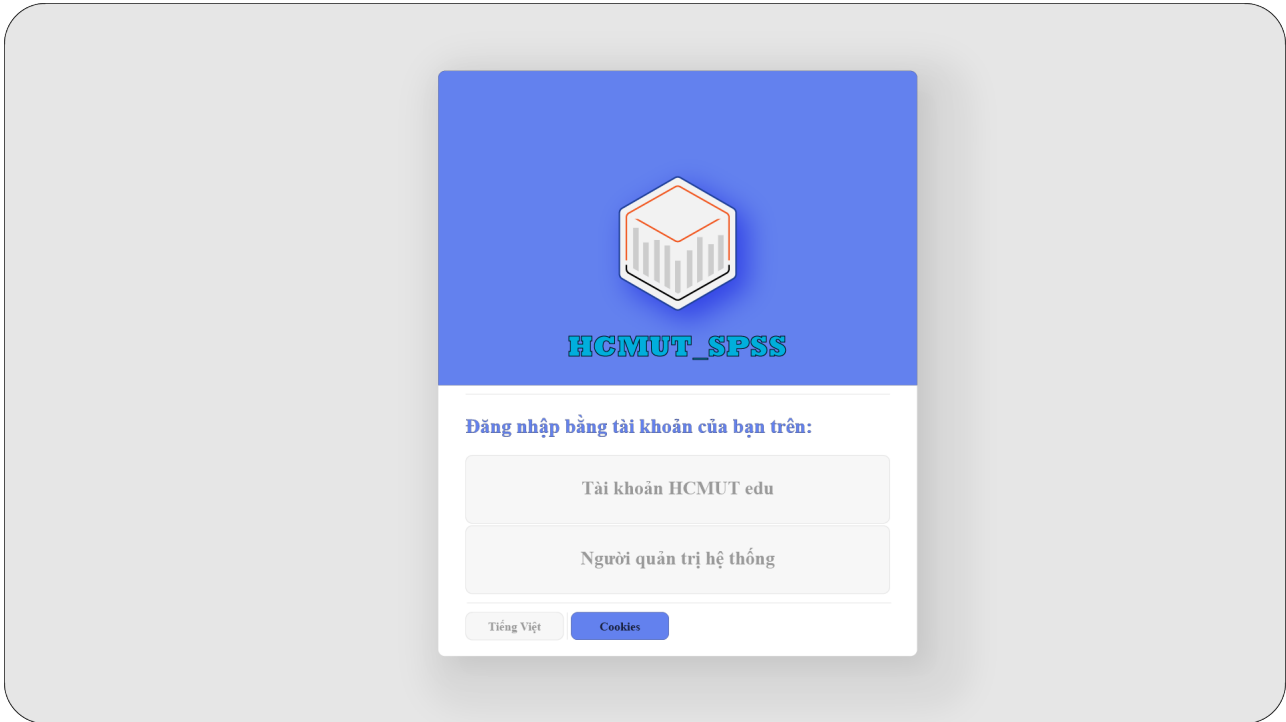 HCMUT_SPSS
Đăng nhập bằng tài khoản của bạn trên:
Tài khoản HCMUT edu
Người quản trị hệ thống
Tiếng Việt
Cookies